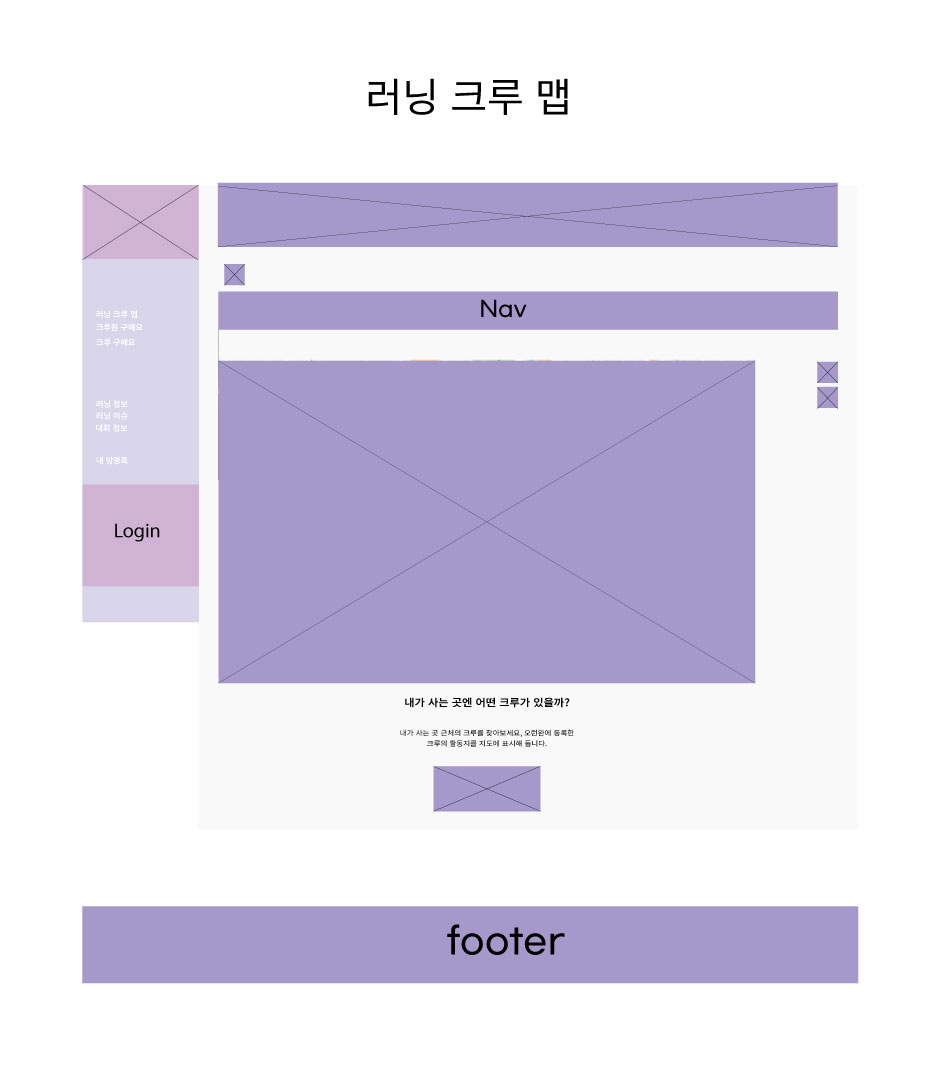 러닝 크루 맵
러닝 크루 맵
크루원 구해요
크루 구해요
러닝 정보
러닝 이슈
대회 정보
내 방명록
Login
Nav
내가 사는 곳엔 어떤 크루가 있을까?
내가 사는 곳 근처의 크루를 찾아보세요, 오런완에 등록한
크루의 활동지를 지도에 표시해 둡니다.
footer